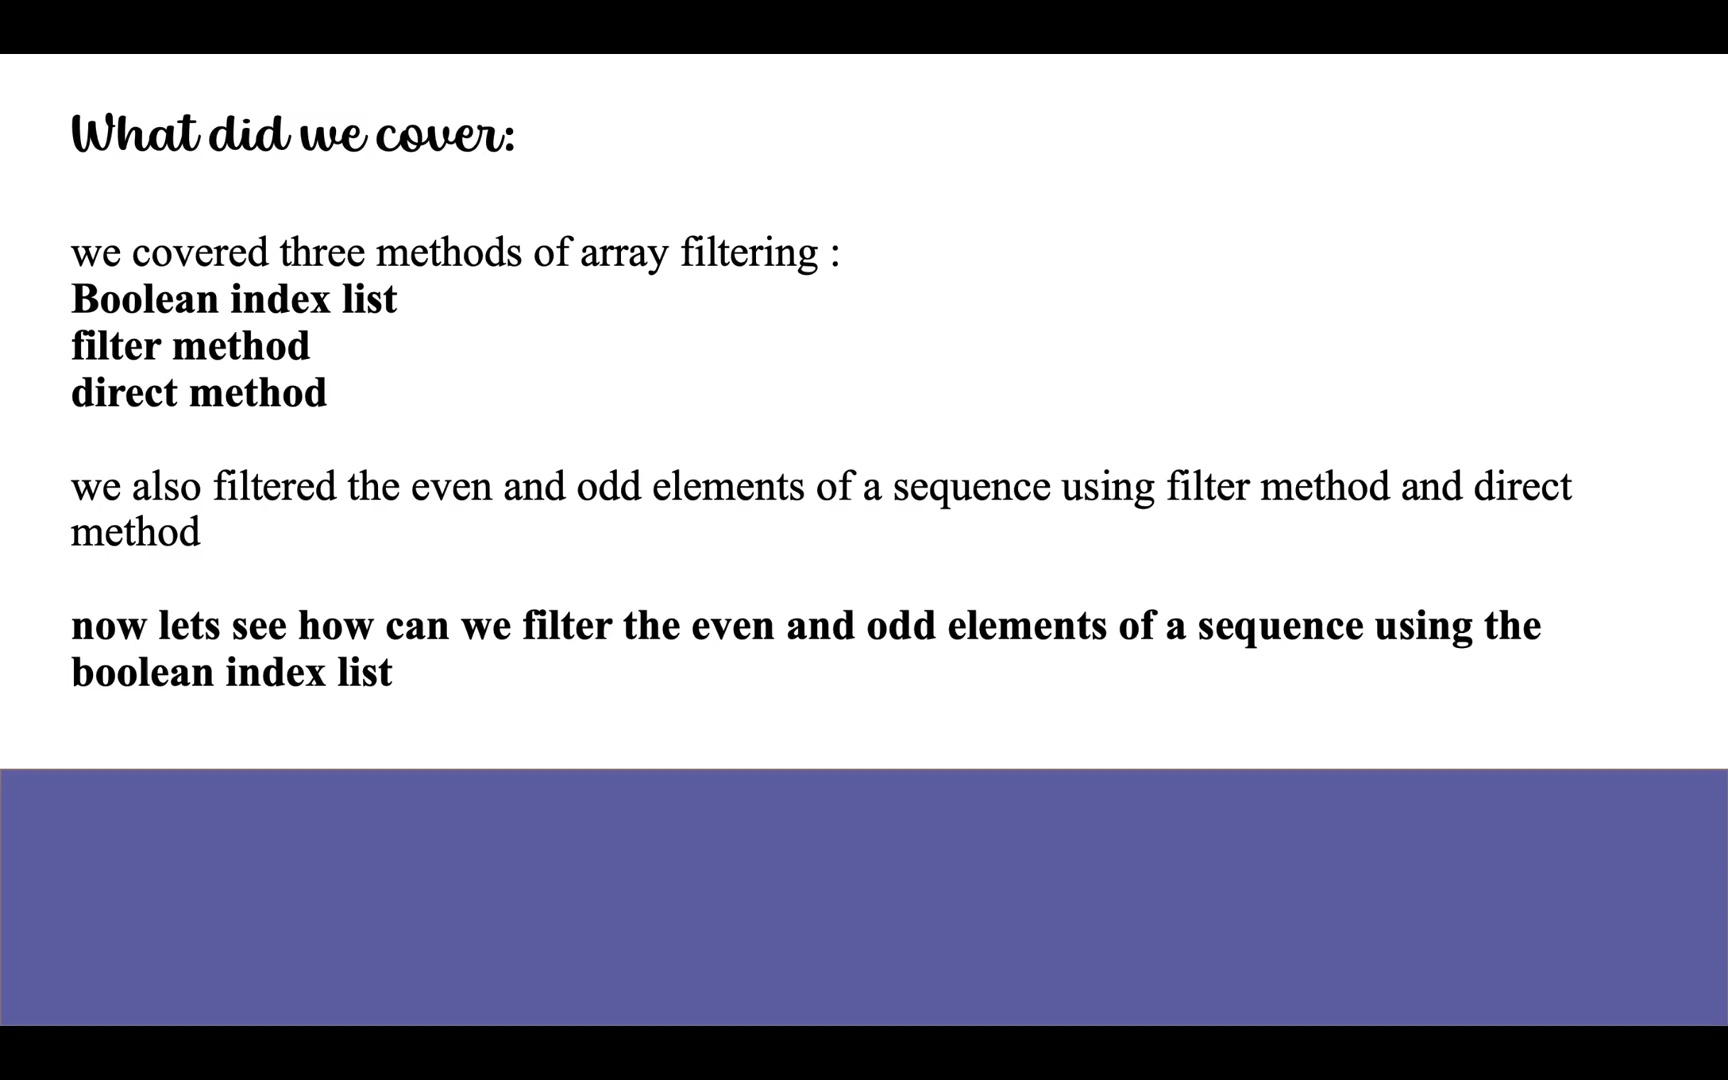 What did we cover:
we covered three methods of array filtering :
Boolean index list
filter method
direct method
we also filtered the even and odd elements of a sequence using filter method and direct
method
now lets see how can we filter the even and odd elements of a sequence using the
boolean index list